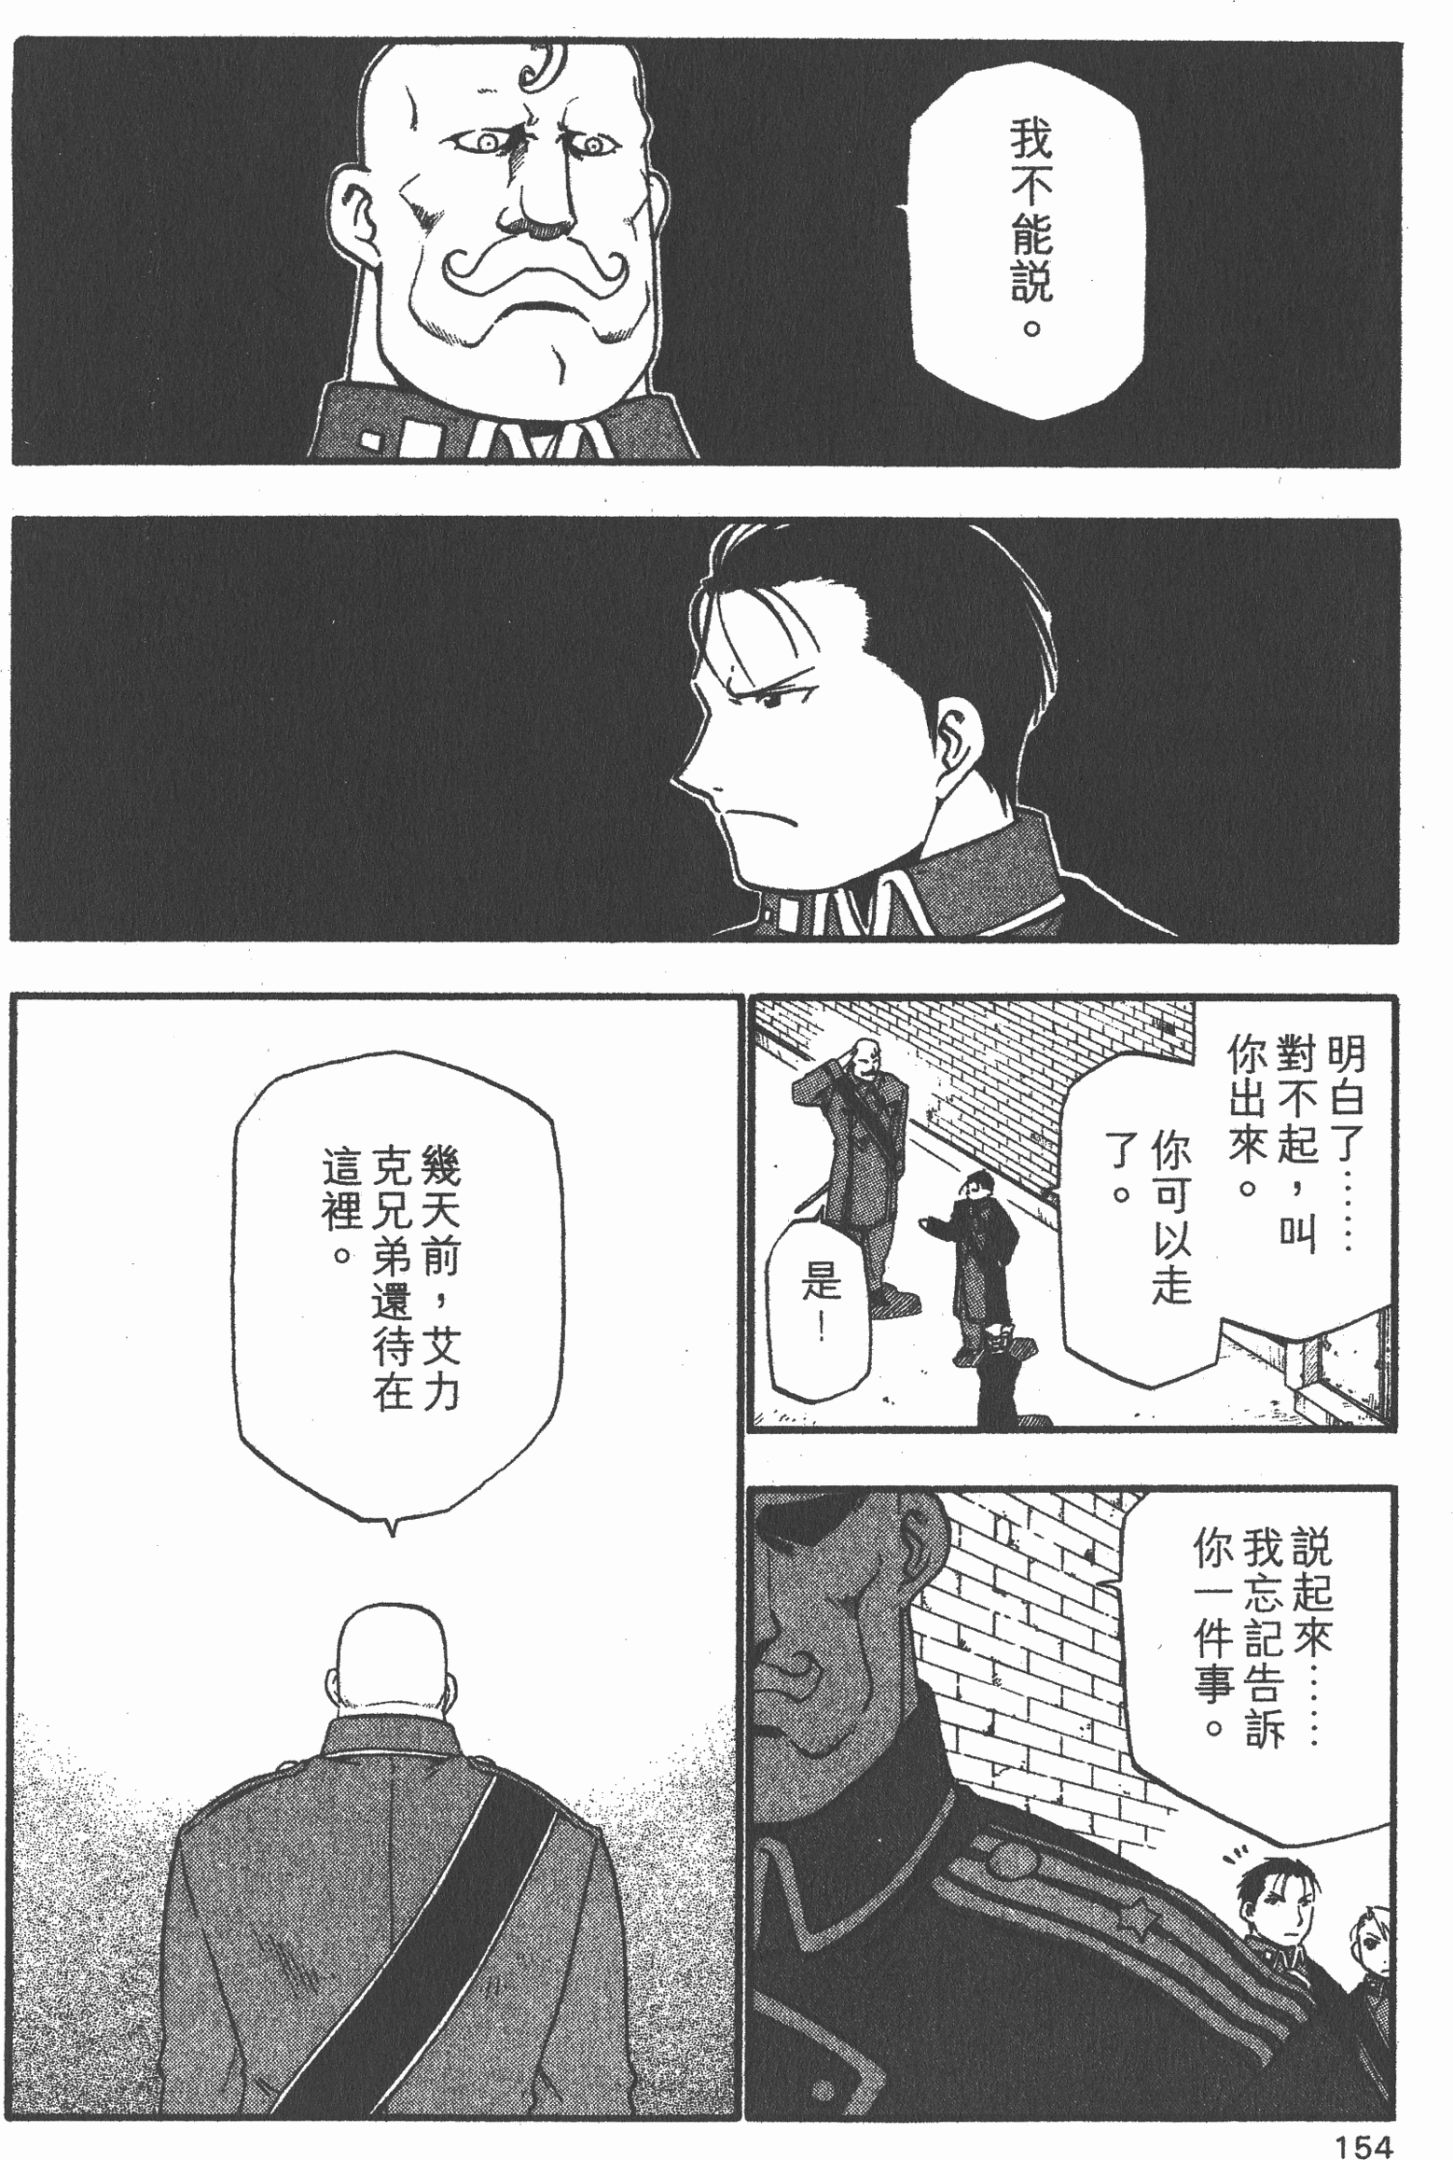 我不能説。
明白了……
對不起，叫
你出來。
你可以走
了。
是！
説起來……
我忘記告訴
你一件事。
幾天前，艾力
克兄弟還待在
這裡。
154